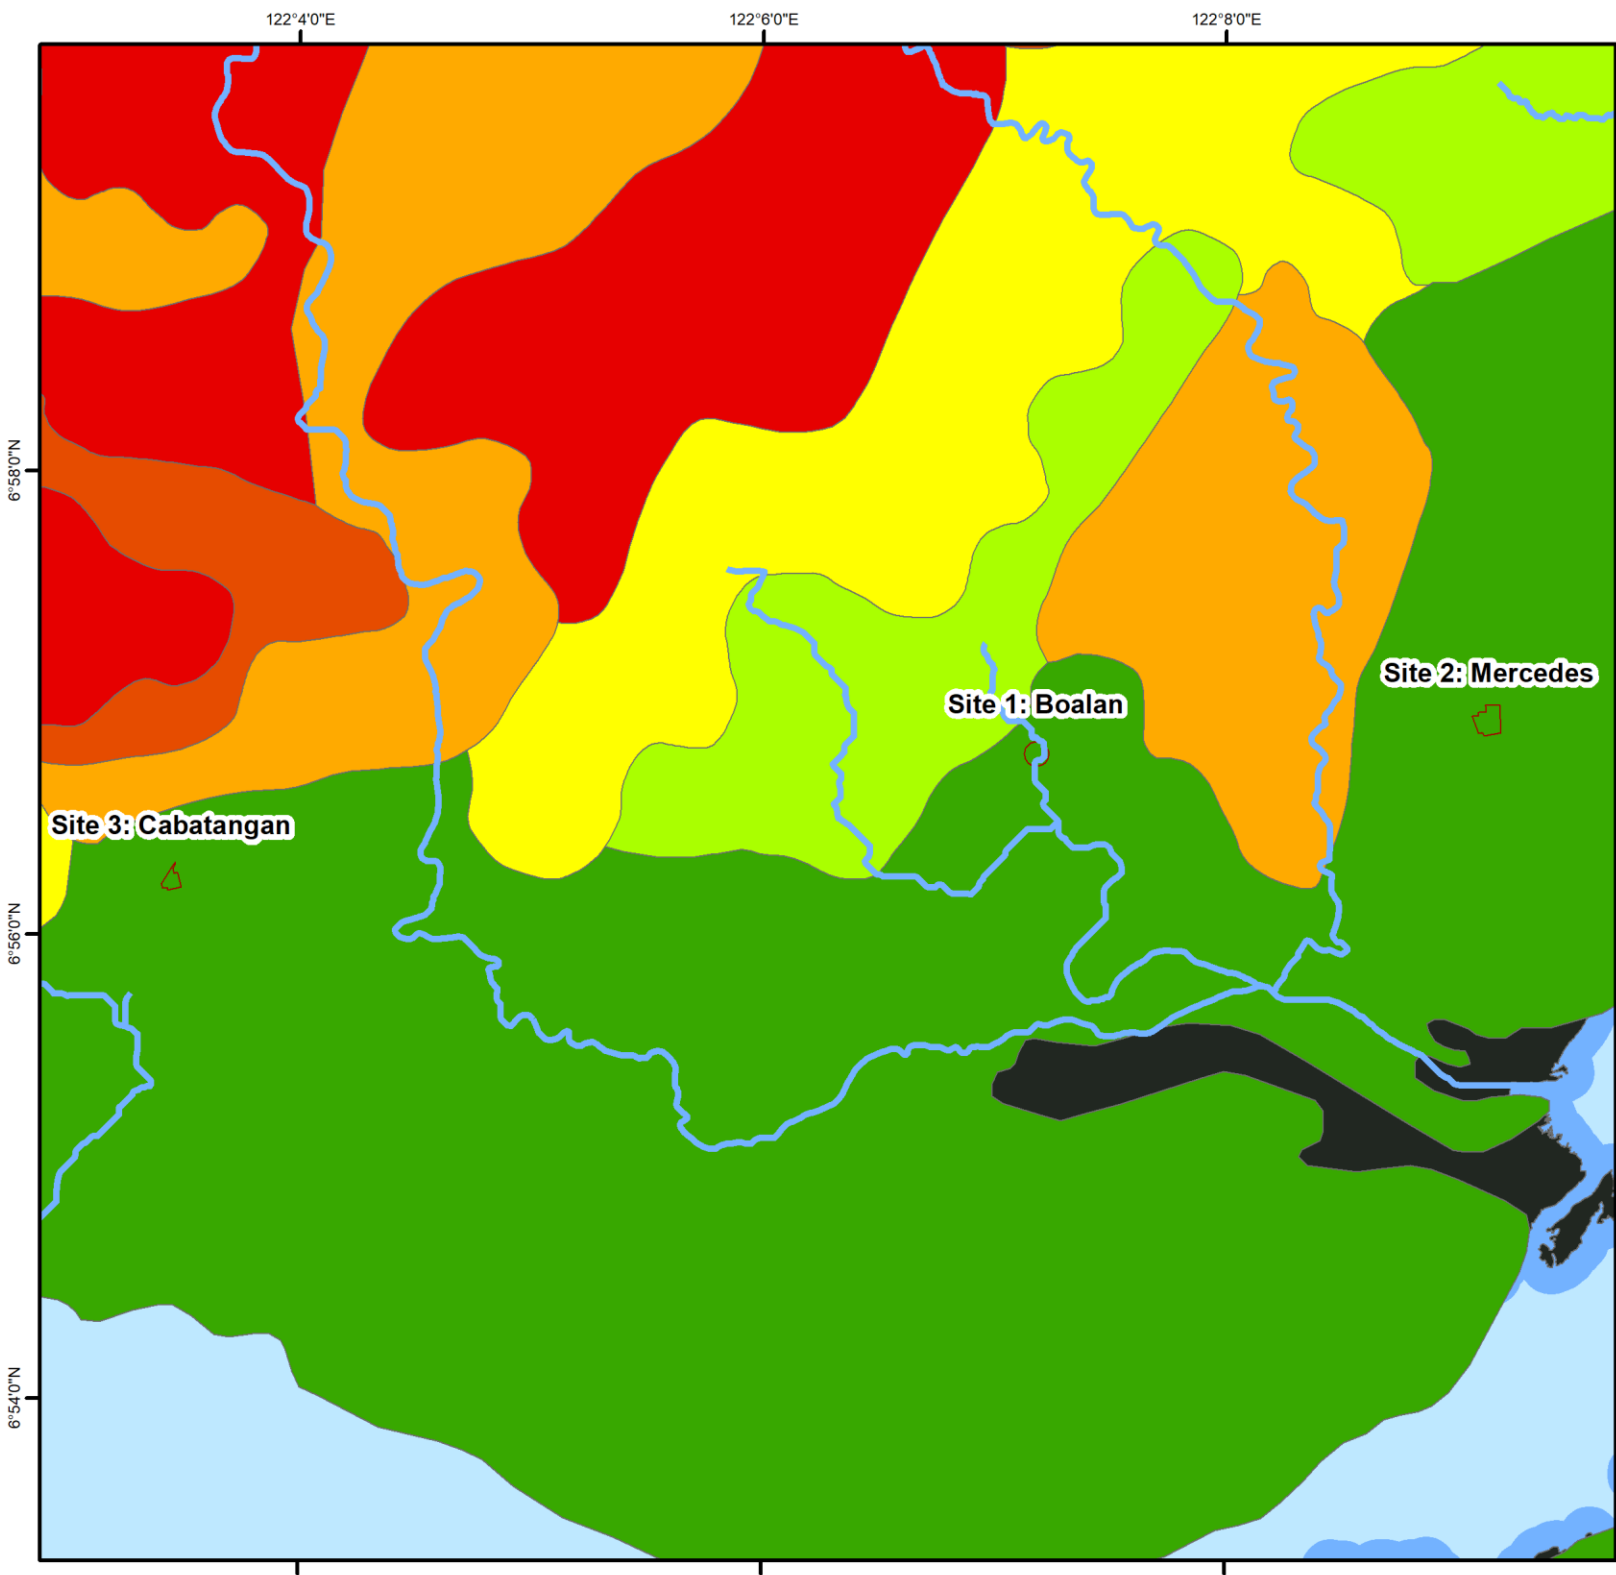 122°4'0"E
122°6'0"E
122°8'0"E
6°58'0"N
Site 2: Mercedes
Site 1: Boalan
Site 3: Cabatangan
6°56'0"N
6°54'0"N